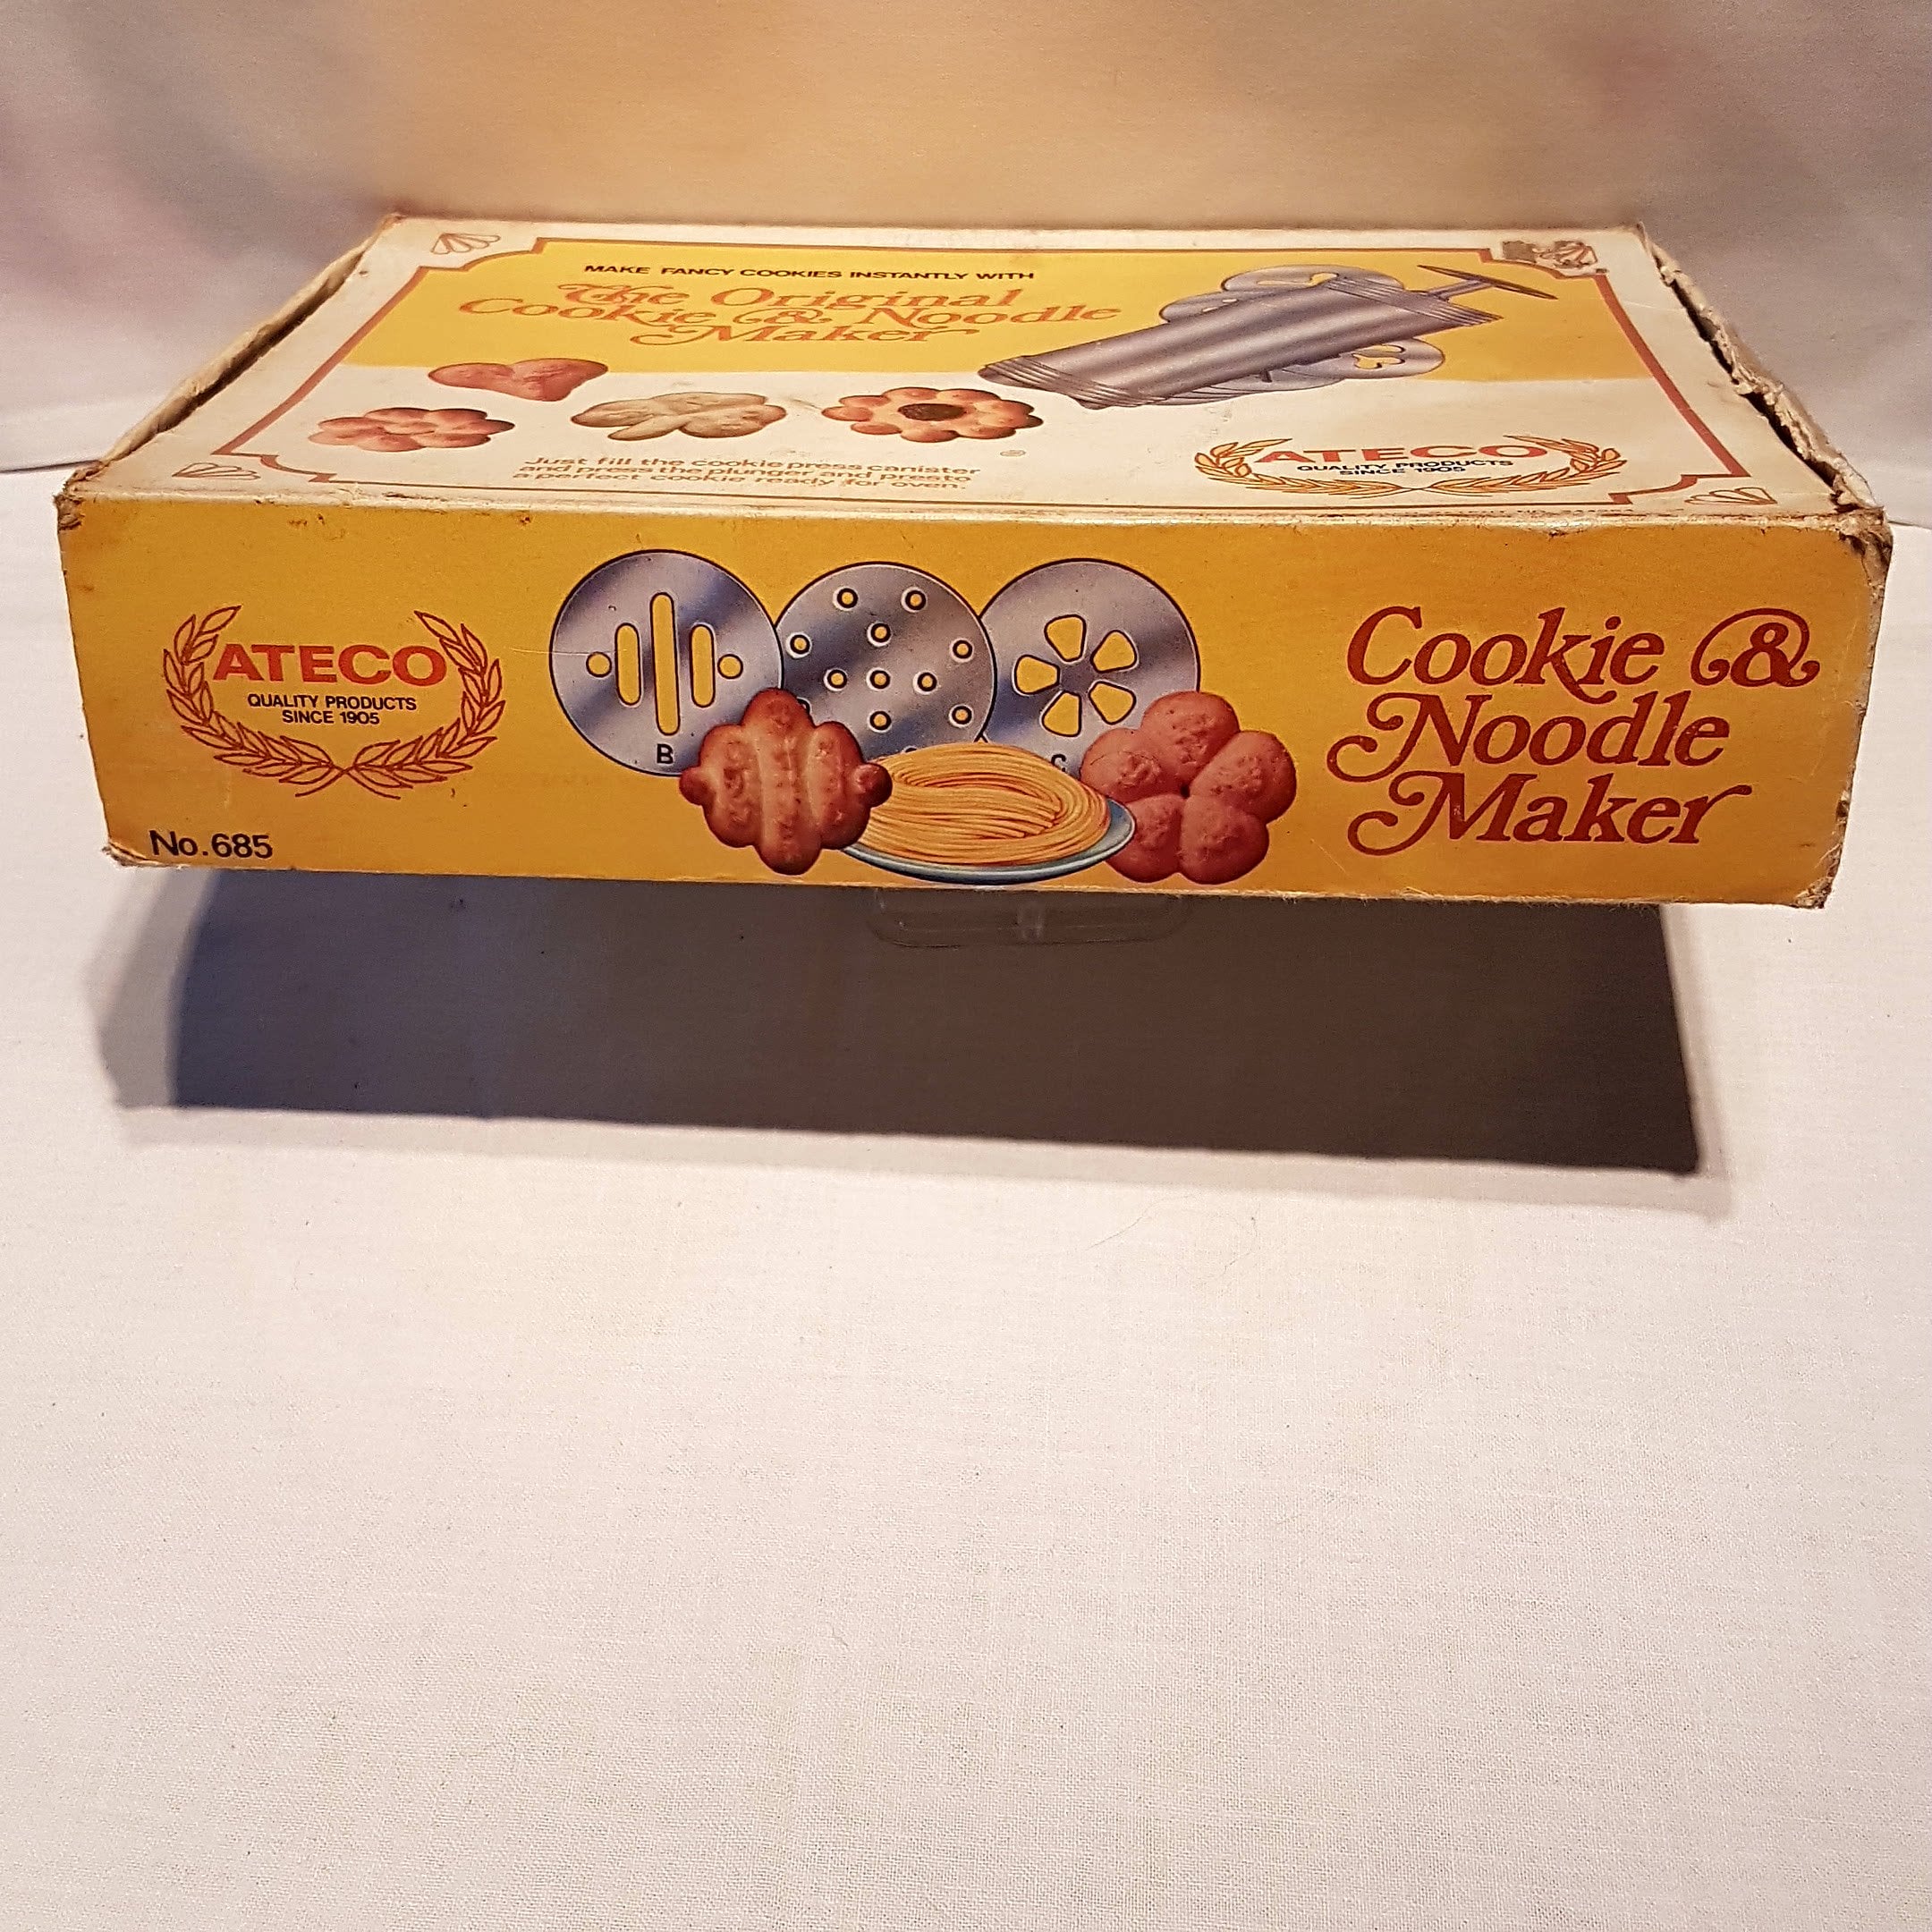 MAKE FANCY COOKIES INSTANTLY WITH
The Original
Cookie & Noodle
Maker
Just fill the cookie press canister
and press the plunger and presto
a perfect cookie ready for oven.
®
ATECO
QUALITY PRODUCTS
SINCE 1905
ATECO
QUALITY PRODUCTS
SINCE 1905
No.685
B
C
Cookie &
Noodle
Maker